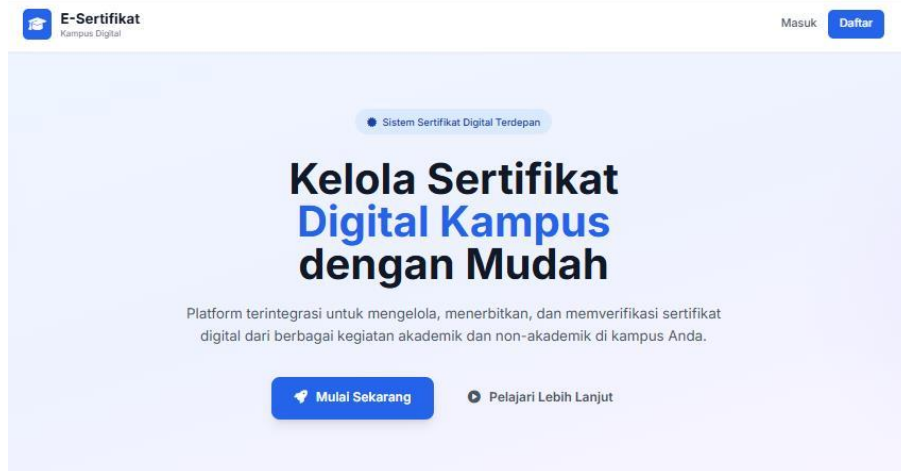 E-Sertifikat
Kampus Digital
Masuk
Daftar
Sistem Sertifikat Digital Terdepan
Kelola Sertifikat
Digital Kampus
dengan Mudah
Platform terintegrasi untuk mengelola, menerbitkan, dan memverifikasi sertifikat
digital dari berbagai kegiatan akademik dan non-akademik di kampus Anda.
Mulai Sekarang
Pelajari Lebih Lanjut